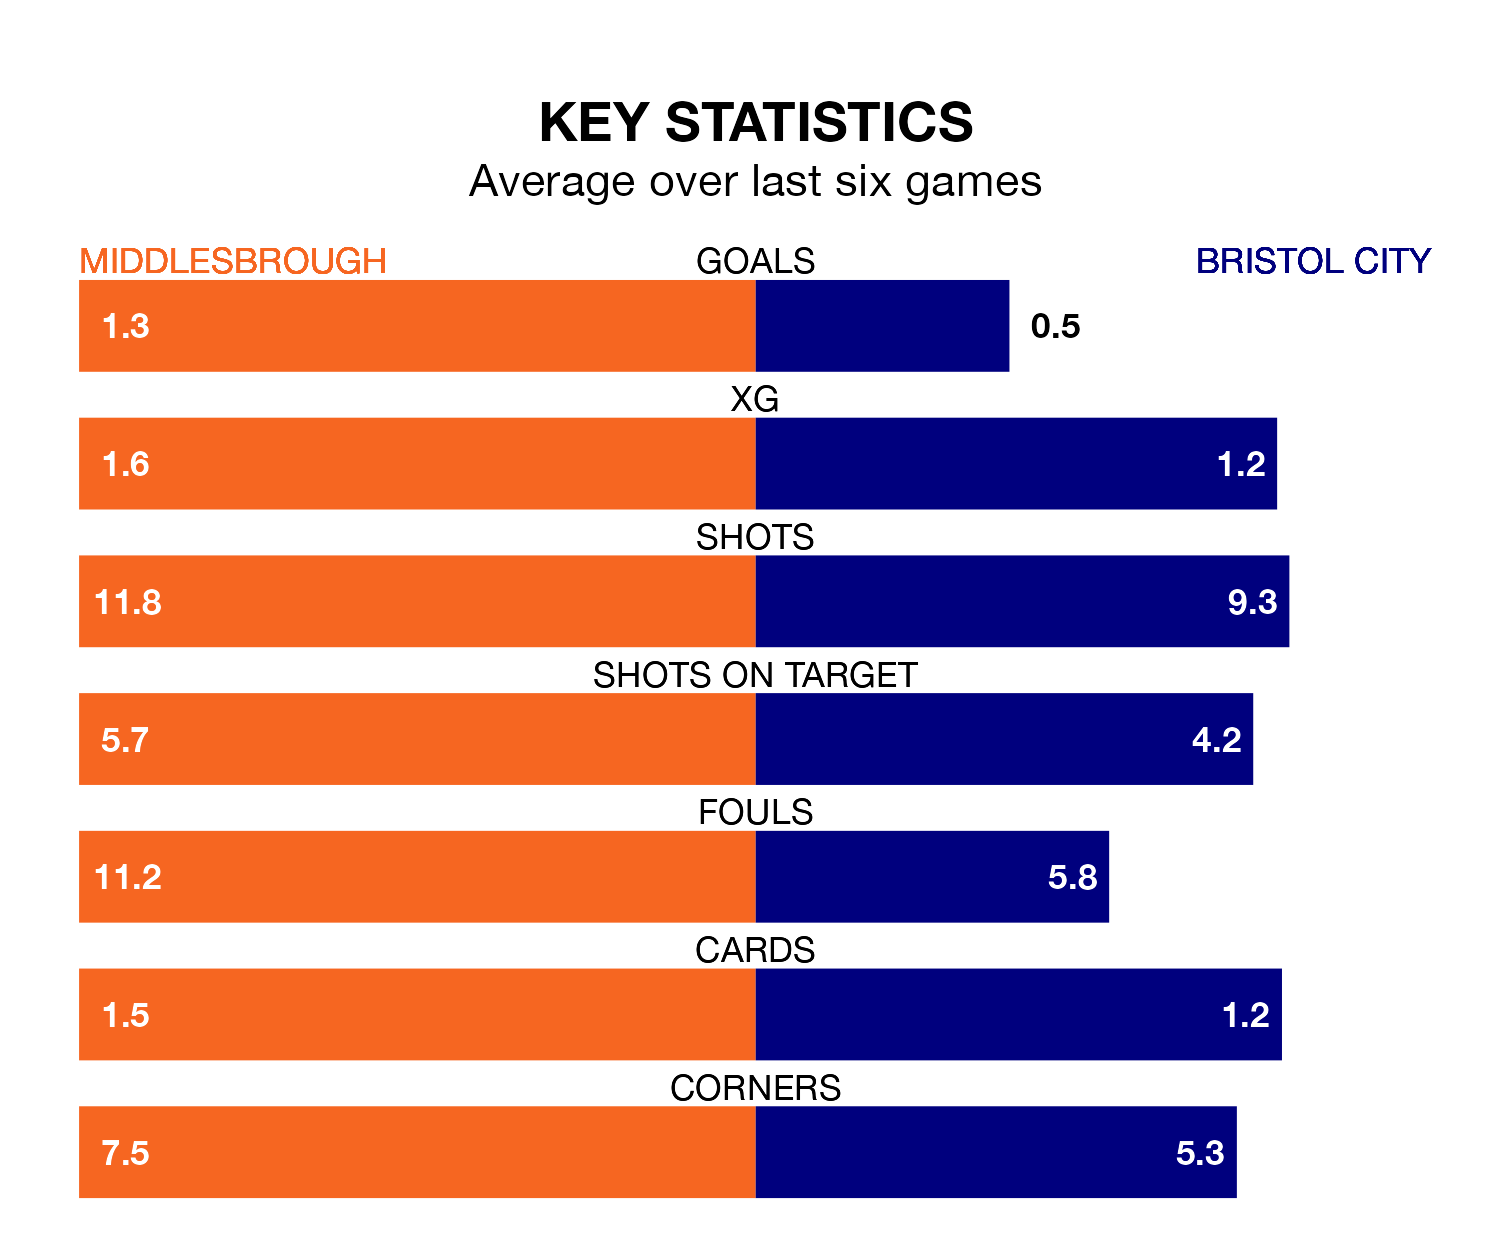 KEY STATISTICS
Average over last six games
MIDDLESBROUGH GOALS BRISTOL CITY
1.3 0.5
XG
1.6 1.2
SHOTS
11.8 9.3
SHOTS ON TARGET
5.7 4.2
FOULS
11.2 5.8
CARDS
1.5 1.2
CORNERS
7.5 5.3